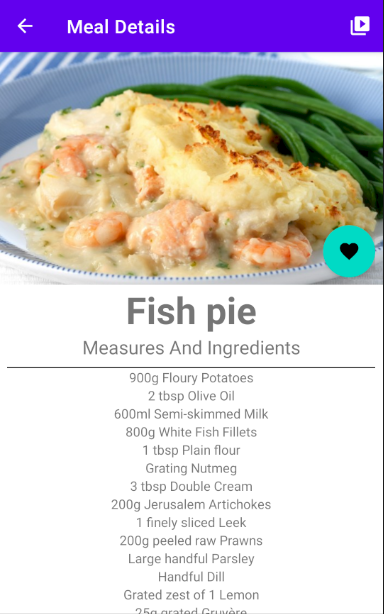 Meal Details
Fish pie
Measures And Ingredients
900g Floury Potatoes
2 tbsp Olive Oil
600ml Semi-skimmed Milk
800g White Fish Fillets
1 tbsp Plain flour
Grating Nutmeg
3 tbsp Double Cream
200g Jerusalem Artichokes
1 finely sliced Leek
200g peeled raw Prawns
Large handful Parsley
Handful Dill
Grated zest of 1 Lemon
25g grated Gruyère